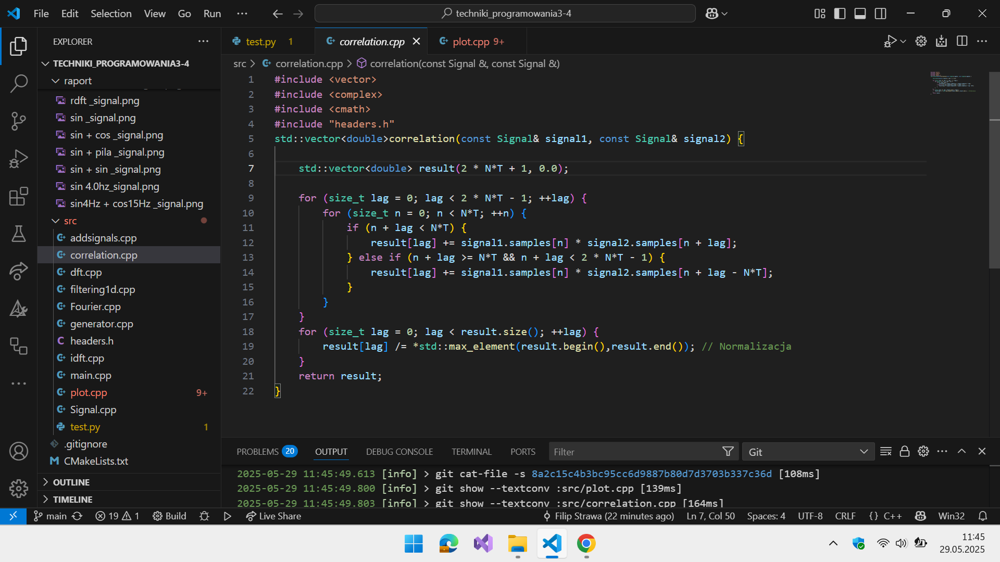 File Edit Selection View Go Run ···
techniki_programowania3-4
EXPLORER
TECHNIKI_PROGRAMOWANIA3-4
raport
rdft _signal.png
sin _signal.png
sin + cos _signal.png
sin + pila _signal.png
sin + sin _signal.png
sin 4.0hz_signal.png
sin4Hz + cos15Hz _signal.png
src
addsignals.cpp
correlation.cpp
dft.cpp
filtering1d.cpp
Fourier.cpp
generator.cpp
headers.h
idft.cpp
main.cpp
plot.cpp 9+
Signal.cpp
test.py 1
.gitignore
CMakeLists.txt
OUTLINE
TIMELINE
test.py 1 correlation.cpp plot.cpp 9+
src > correlation.cpp > correlation(const Signal &, const Signal &)
1 #include <vector>
2 #include <complex>
3 #include <cmath>
4 #include "headers.h"
5 std::vector<double>correlation(const Signal& signal1, const Signal& signal2) {
6
7 std::vector<double> result(2 * N*T + 1, 0.0);
8
9 for (size_t lag = 0; lag < 2 * N*T - 1; ++lag) {
10 for (size_t n = 0; n < N*T; ++n) {
11 if (n + lag < N*T) {
12 result[lag] += signal1.samples[n] * signal2.samples[n + lag];
13 } else if (n + lag >= N*T && n + lag < 2 * N*T - 1) {
14 result[lag] += signal1.samples[n] * signal2.samples[n + lag - N*T];
15 }
16 }
17 }
18 for (size_t lag = 0; lag < result.size(); ++lag) {
19 result[lag] /= *std::max_element(result.begin(),result.end()); // Normalizacja
20 }
21 return result;
22 }
PROBLEMS 20 OUTPUT DEBUG CONSOLE TERMINAL PORTS Filter Git
2025-05-29 11:45:49.613 [info] > git cat-file -s 8a2c15c4b3bc95cc6d9887b80d7d3703b337c36d [108ms]
2025-05-29 11:45:49.800 [info] > git show --textconv :src/plot.cpp [139ms]
2025-05-29 11:45:49.803 [info] > git show --textconv :src/correlation.cpp [164ms]
main 19 1 Build Live Share Filip Strawa (22 minutes ago) Ln 7, Col 50 Spaces: 4 UTF-8 CRLF {} C++ Win32
11:45
29.05.2025